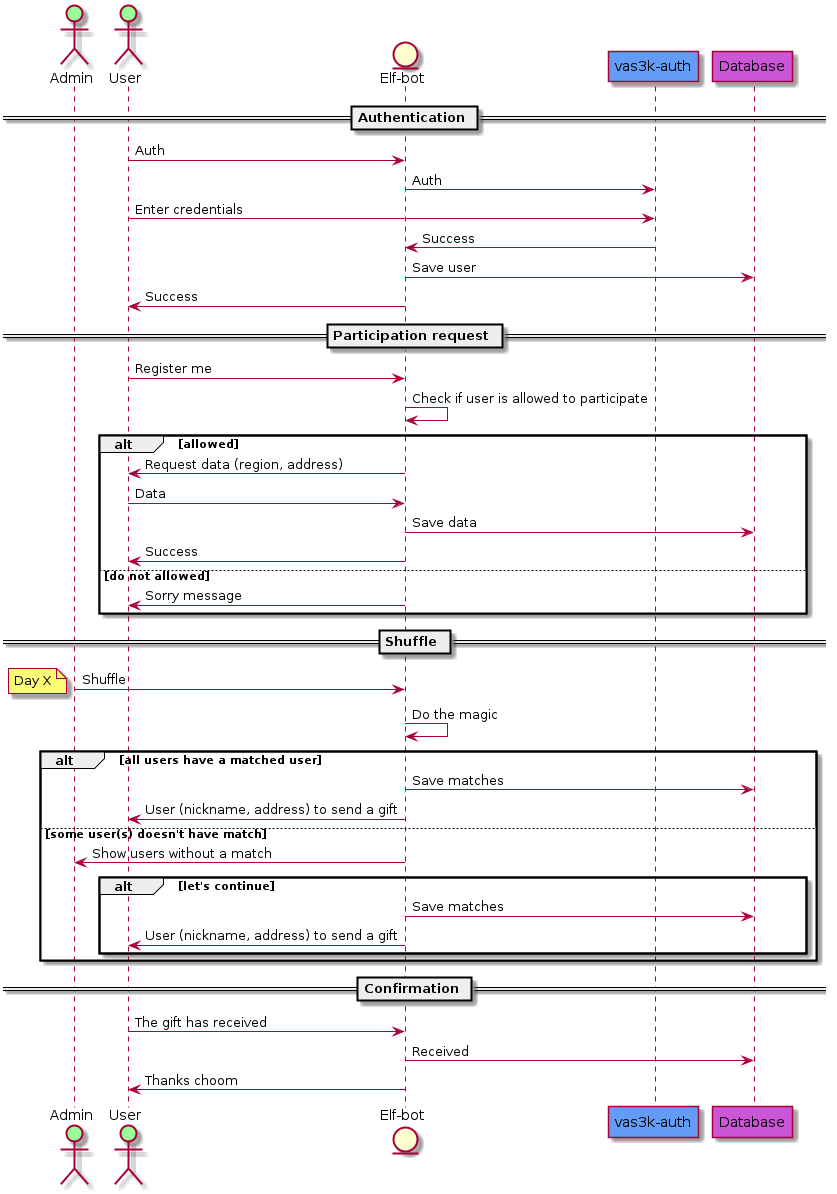 Admin User Elf-bot vas3k-auth Database
Authentication
Auth
Auth
Enter credentials
Success
Save user
Success
Participation request
Register me
Check if user is allowed to participate
alt [allowed]
Request data (region, address)
Data
Save data
Success
[do not allowed]
Sorry message
Shuffle
Day X Shuffle
Do the magic
alt [all users have a matched user]
Save matches
User (nickname, address) to send a gift
[some user(s) doesn't have match]
Show users without a match
alt [let's continue]
Save matches
User (nickname, address) to send a gift
Confirmation
The gift has received
Received
Thanks choom
Admin User Elf-bot vas3k-auth Database